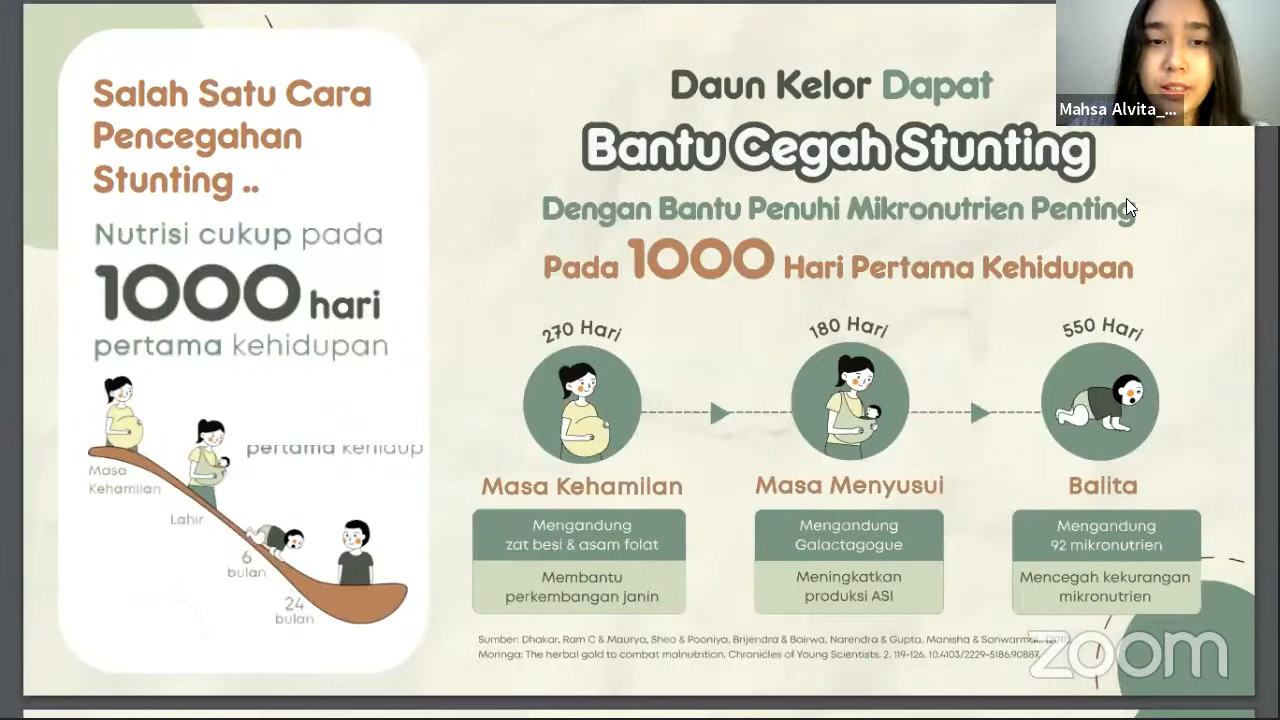 Salah Satu Cara
Pencegahan
Stunting ..
Nutrisi cukup pada
1000 hari
pertama kehidupan
pertama kehidup
Masa
Kehamilan
Lahir
6
bulan
24
bulan
Daun Kelor Dapat
Bantu Cegah Stunting
Dengan Bantu Penuhi Mikronutrien Penting
Pada 1000 Hari Pertama Kehidupan
270 Hari
180 Hari
550 Hari
Masa Kehamilan
Masa Menyusui
Balita
Mengandung
zat besi & asam folat
Membantu
perkembangan janin
Mengandung
Galactagogue
Meningkatkan
produksi ASI
Mengandung
92 mikronutrien
Mencegah kekurangan
mikronutrien
Sumber: Dhakar, Ram C & Maurya, Shea & Pooniya, Brijendra & Bairwa, Narendra & Gupta, Manisha & Sanwarmal. (2011).
Moringa: The herbal gold to combat malnutrition. Chronicles of Young Scientists. 2. 119-126. 10.4103/2229-5186.90887.
Mahsa Alvita_...
zoom